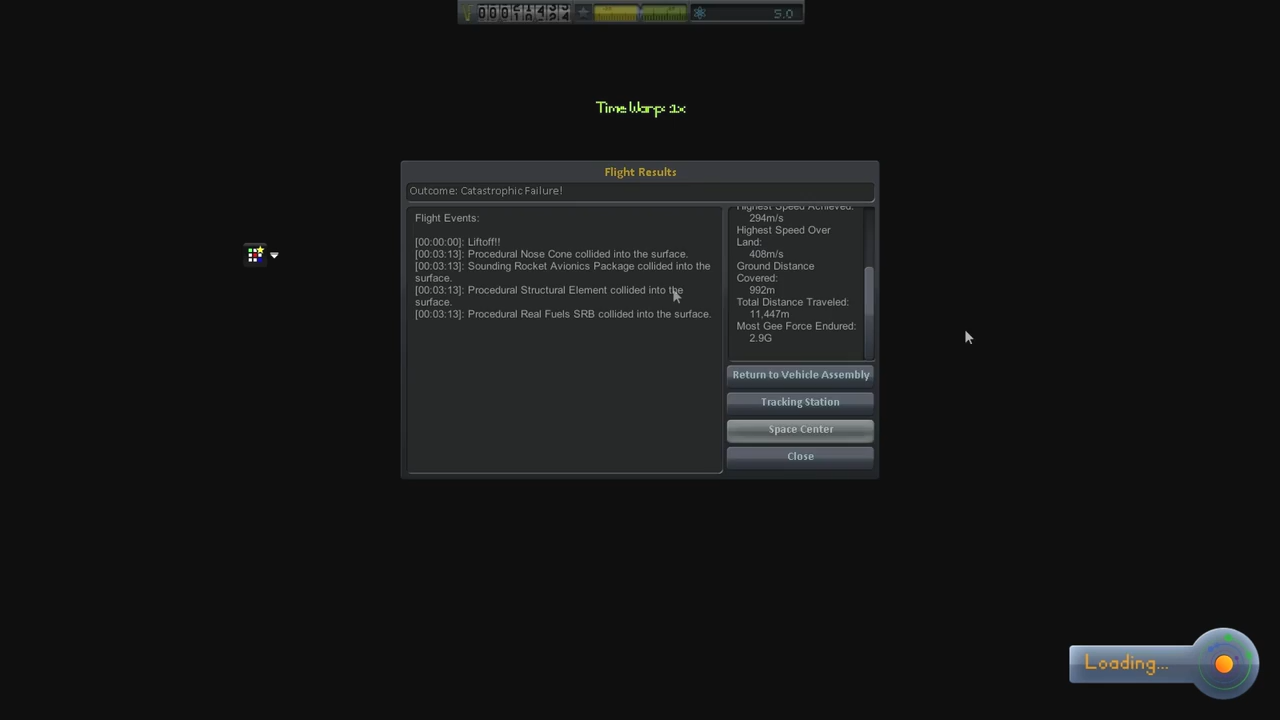 5.0
Time Warp: 1x
Flight Results
Outcome: Catastrophic Failure!
Flight Events:
[00:00:00]: Liftoff!!
[00:03:13]: Procedural Nose Cone collided into the surface.
[00:03:13]: Sounding Rocket Avionics Package collided into the
surface.
[00:03:13]: Procedural Structural Element collided into the
surface.
[00:03:13]: Procedural Real Fuels SRB collided into the surface.
Highest Speed Achieved:
294m/s
Highest Speed Over
Land:
408m/s
Ground Distance
Covered:
992m
Total Distance Traveled:
11,447m
Most Gee Force Endured:
2.9G
Return to Vehicle Assembly
Tracking Station
Space Center
Close
Loading...